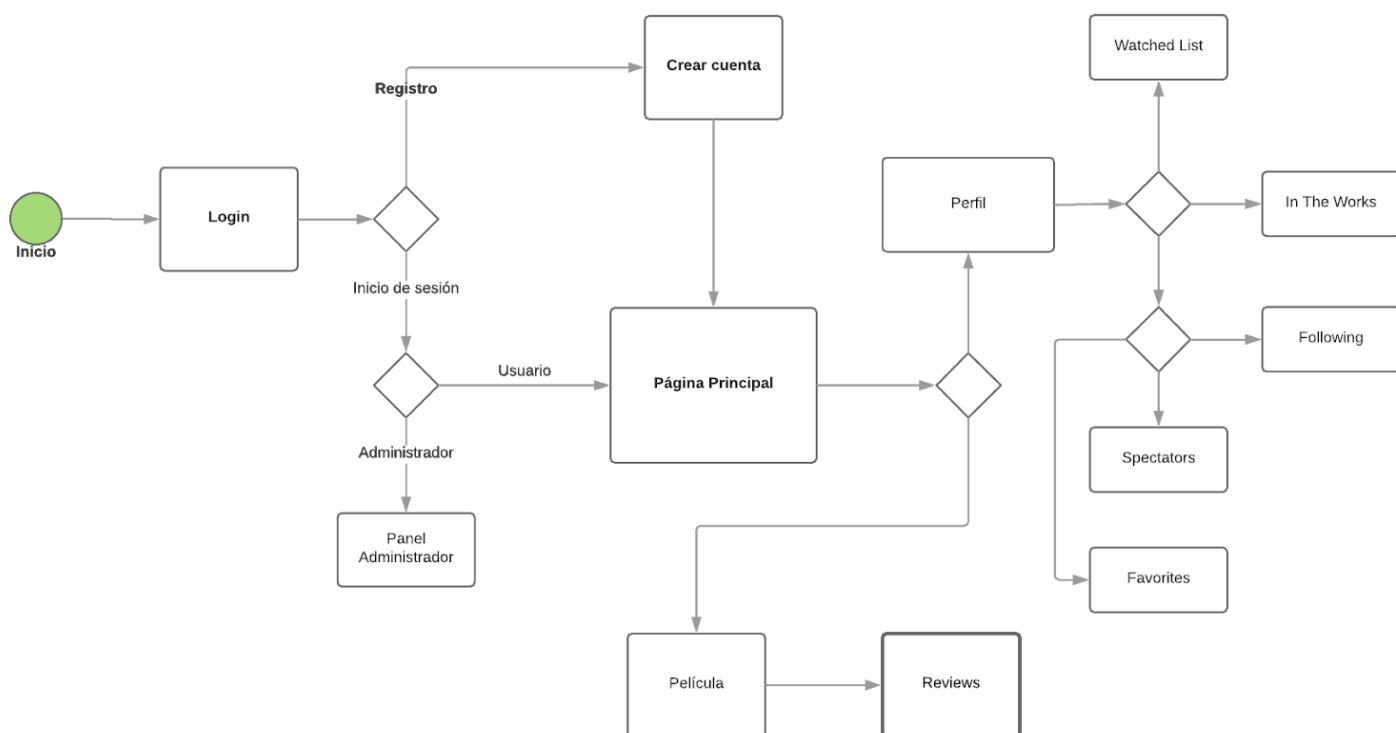 Inicio
Login
Registro
Crear cuenta
Inicio de sesión
Usuario
Administrador
Panel
Administrador
Página Principal
Perfil
Watched List
In The Works
Following
Spectators
Favorites
Película
Reviews